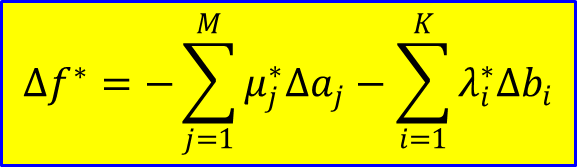 Δf* = −∑_{j=1}^{M} μ_j^* Δa_j − ∑_{i=1}^{K} λ_i^* Δb_i